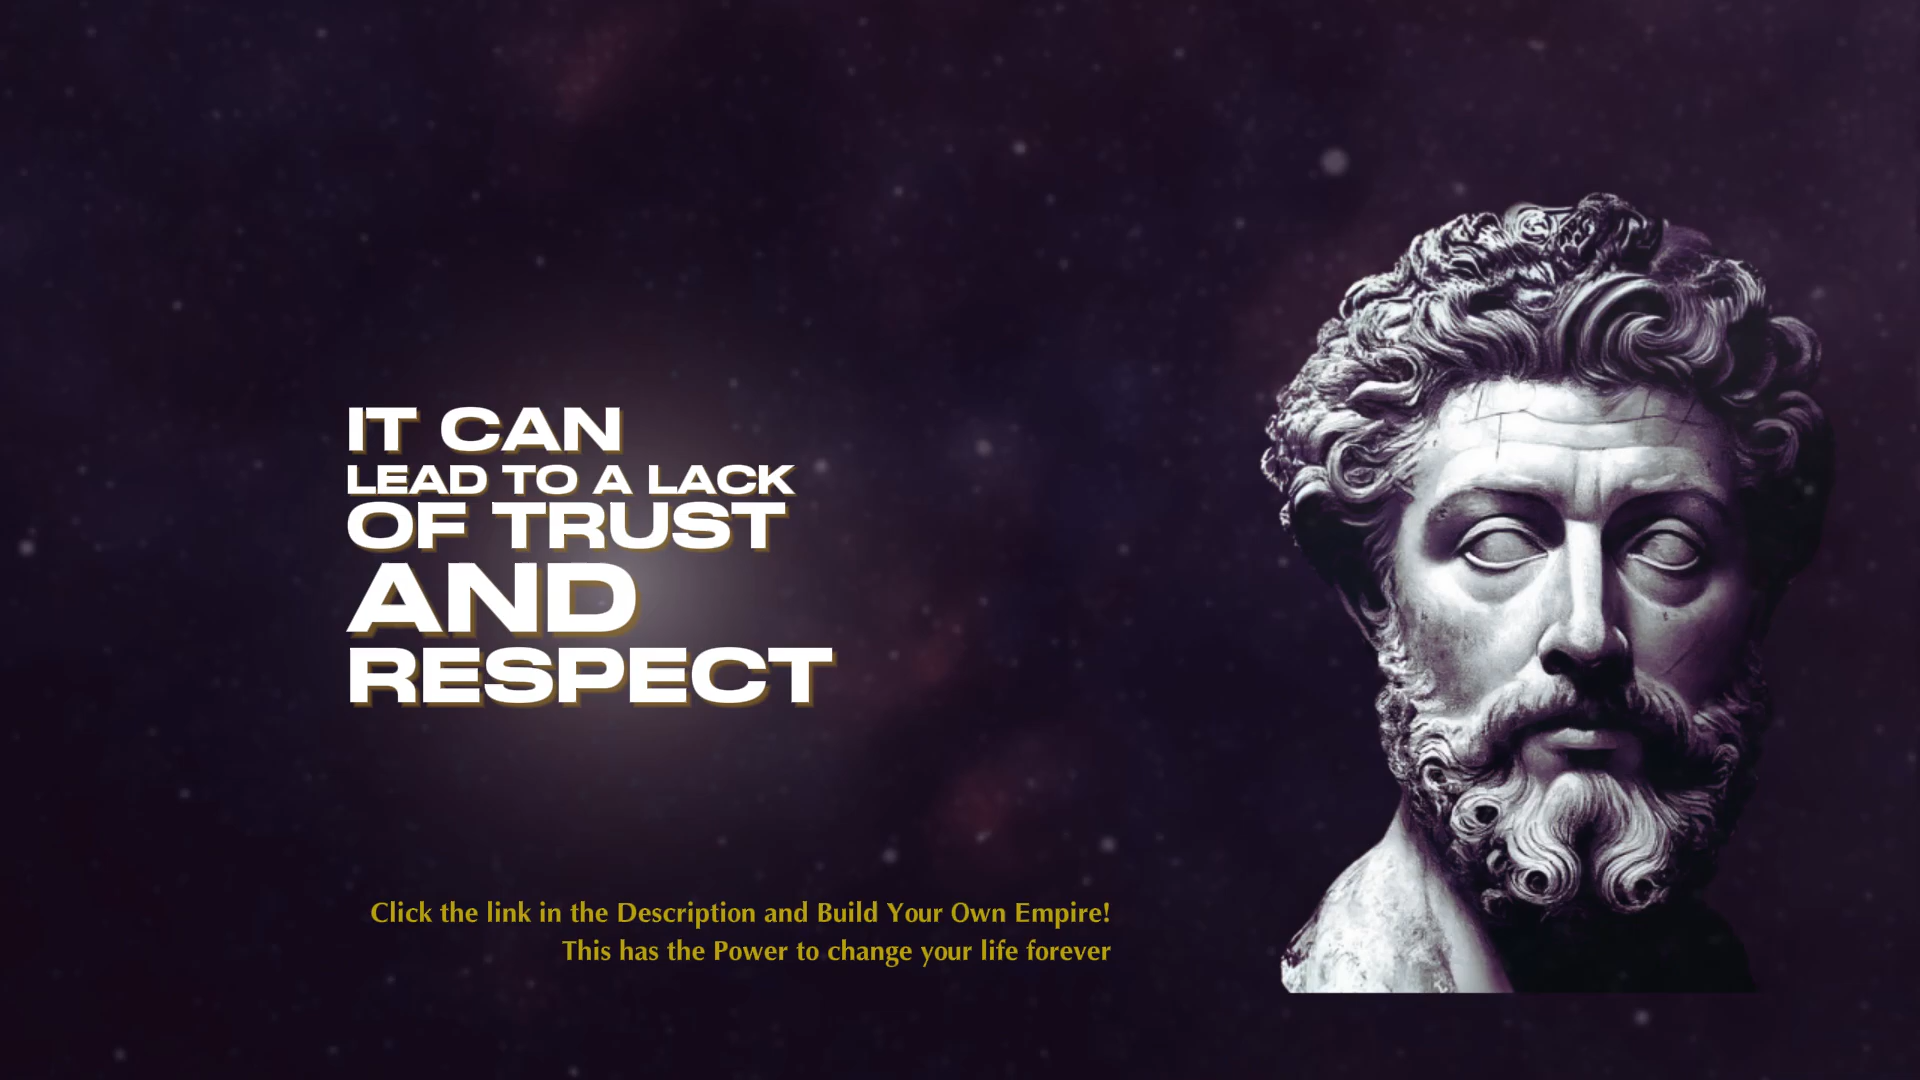 IT CAN
LEAD TO A LACK
OF TRUST
AND
RESPECT
Click the link in the Description and Build Your Own Empire!
This has the Power to change your life forever